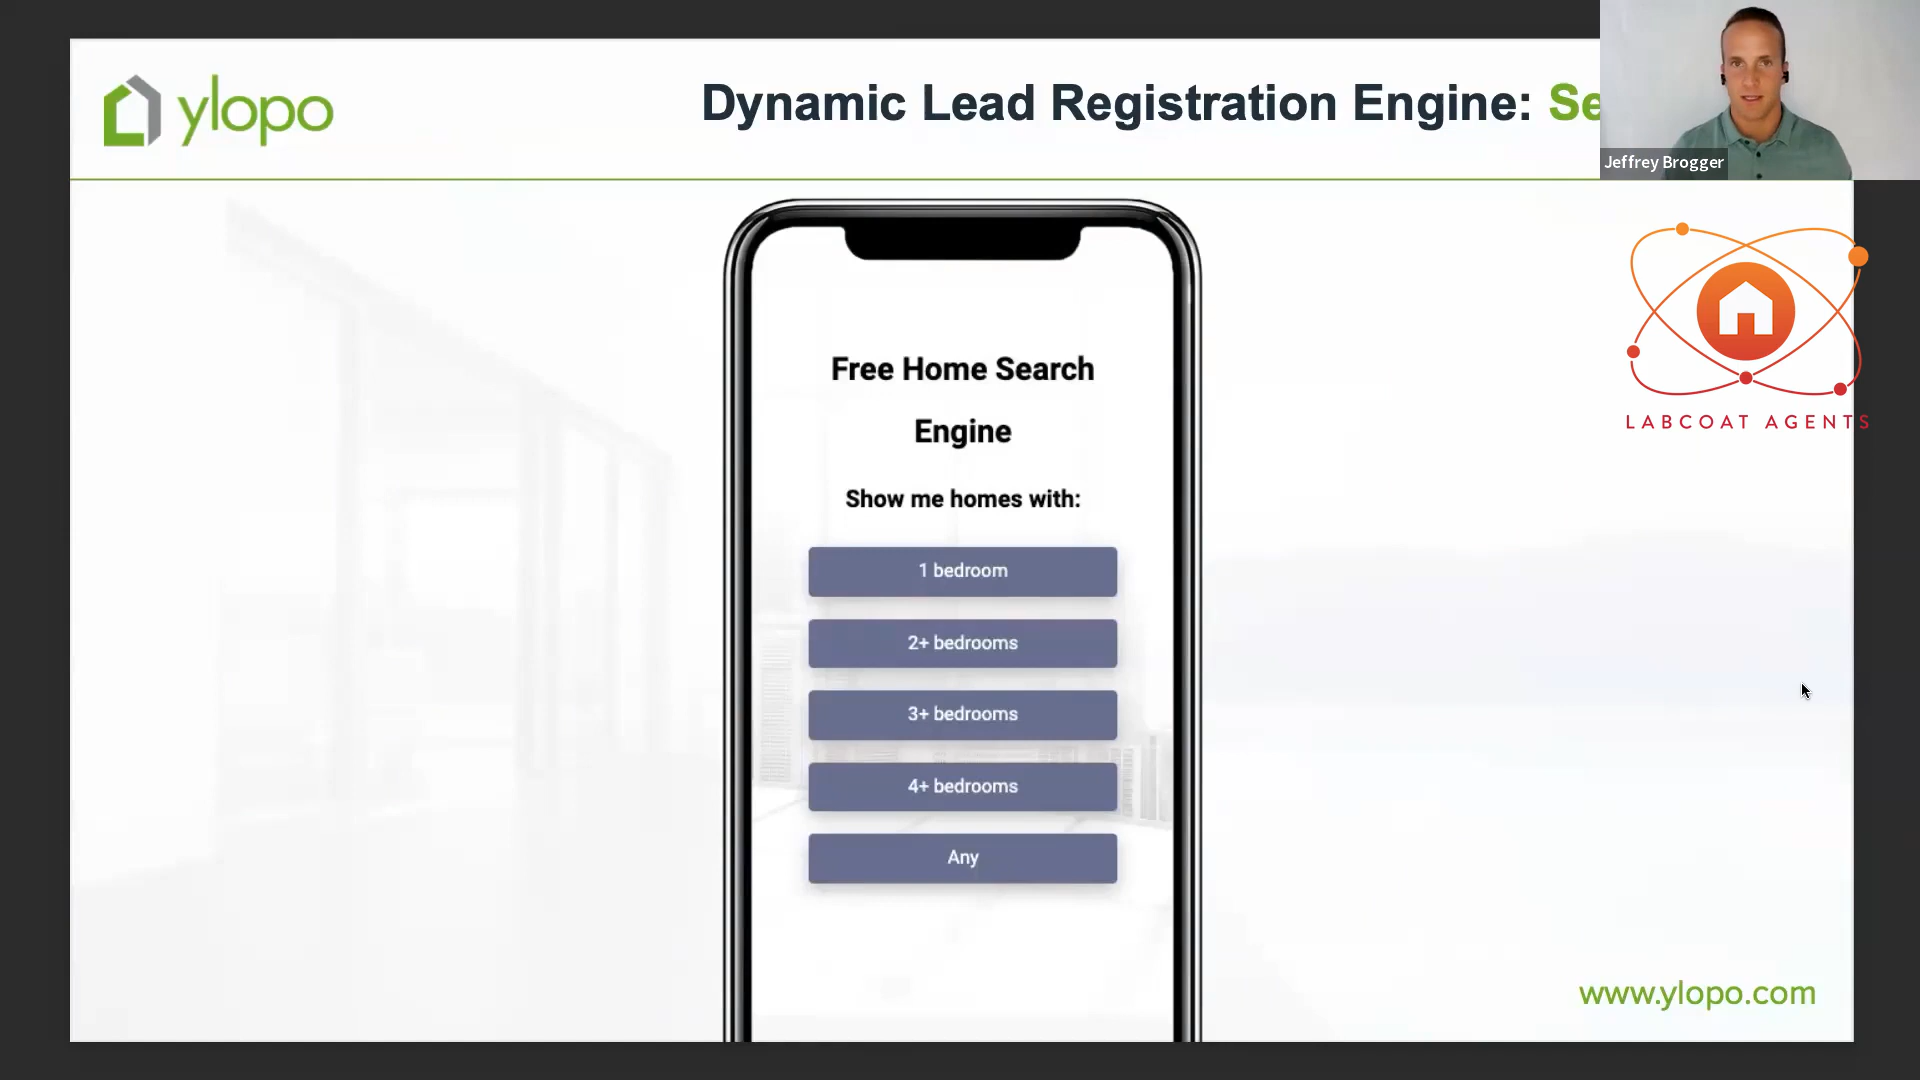 ylopo
Dynamic Lead Registration Engine: Se
Jeffrey Brogger
LABCOAT AGENTS
Free Home Search
Engine
Show me homes with:
1 bedroom
2+ bedrooms
3+ bedrooms
4+ bedrooms
Any
www.ylopo.com